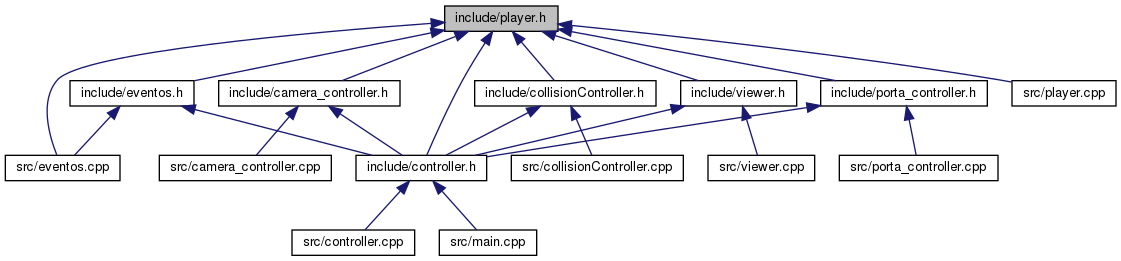 include/player.h
include/eventos.h
include/camera_controller.h
include/collisionController.h
include/viewer.h
include/porta_controller.h
src/player.cpp
src/eventos.cpp
src/camera_controller.cpp
include/controller.h
src/collisionController.cpp
src/viewer.cpp
src/porta_controller.cpp
src/controller.cpp
src/main.cpp